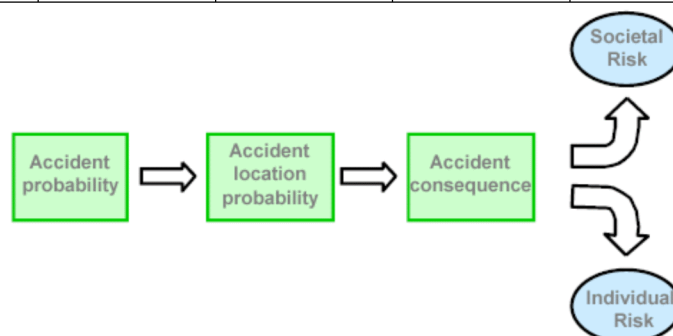 Societal
Risk
Accident
probability
Accident
location
probability
Accident
consequence
Individual
Risk